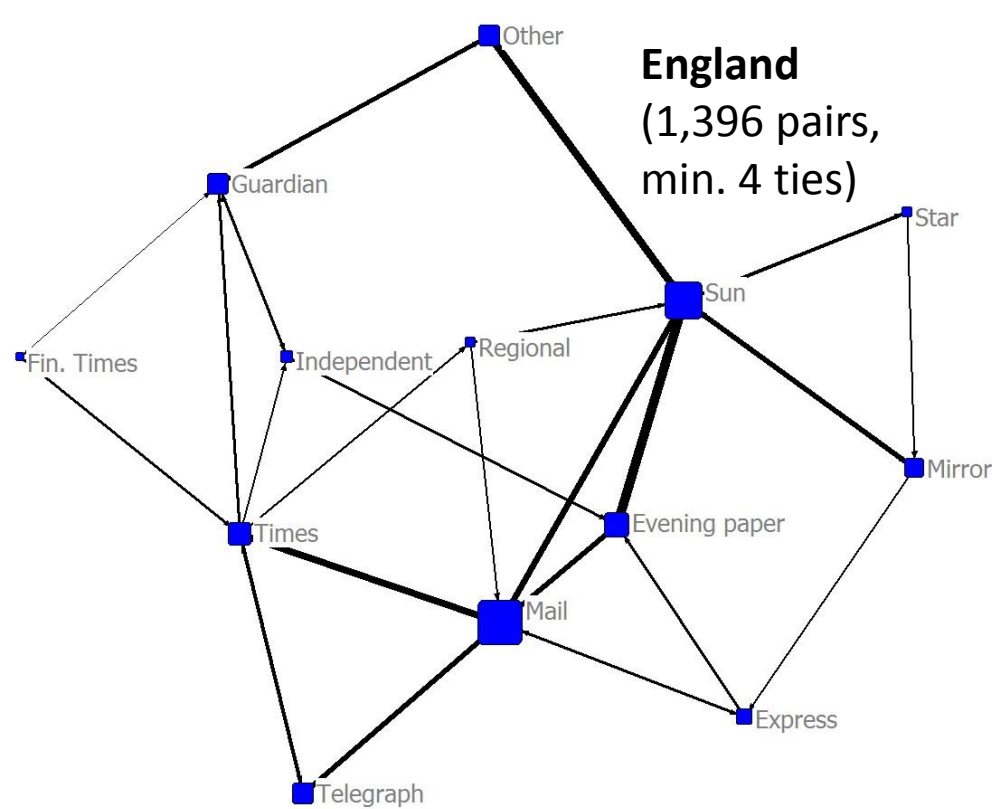 Other
England
(1,396 pairs,
min. 4 ties)
Guardian
Star
Sun
Regional
Independent
Fin. Times
Mirror
Evening paper
Times
Mail
Express
Telegraph